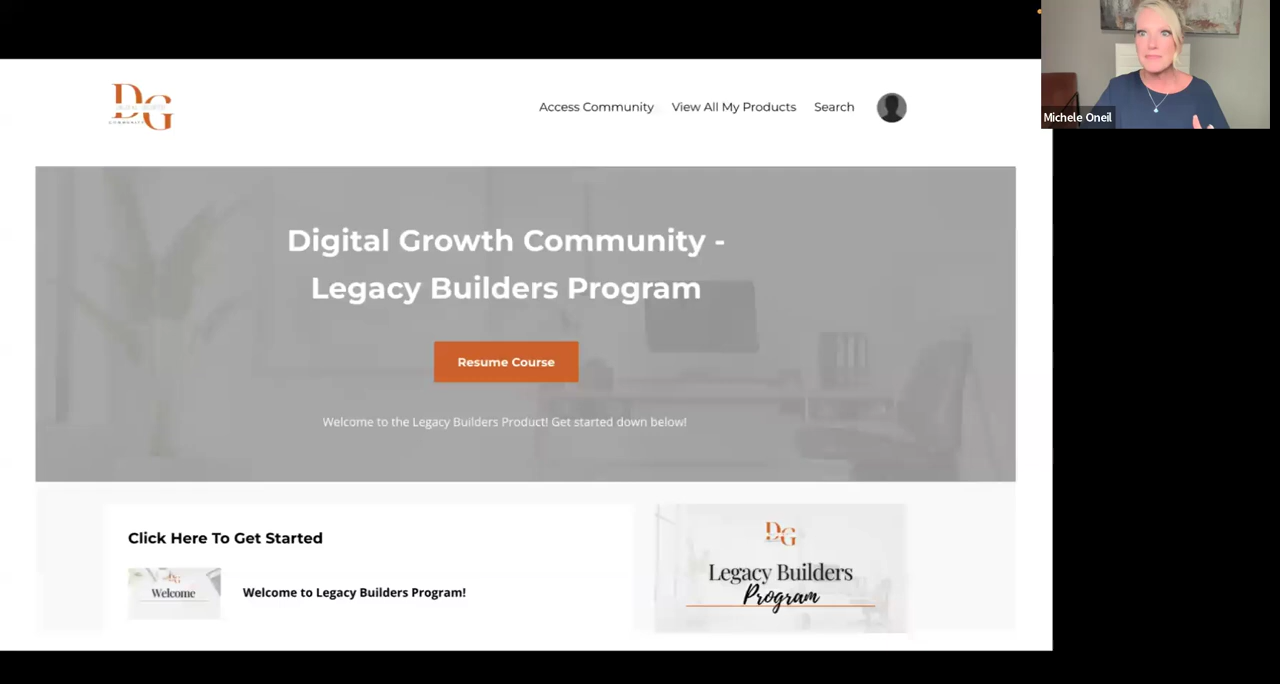 DG
Access Community
View All My Products
Search
Michele Oneil
Digital Growth Community -
Legacy Builders Program
Resume Course
Welcome to the Legacy Builders Product! Get started down below!
Click Here To Get Started
DG
Welcome
Welcome to Legacy Builders Program!
DG
Legacy Builders
Program